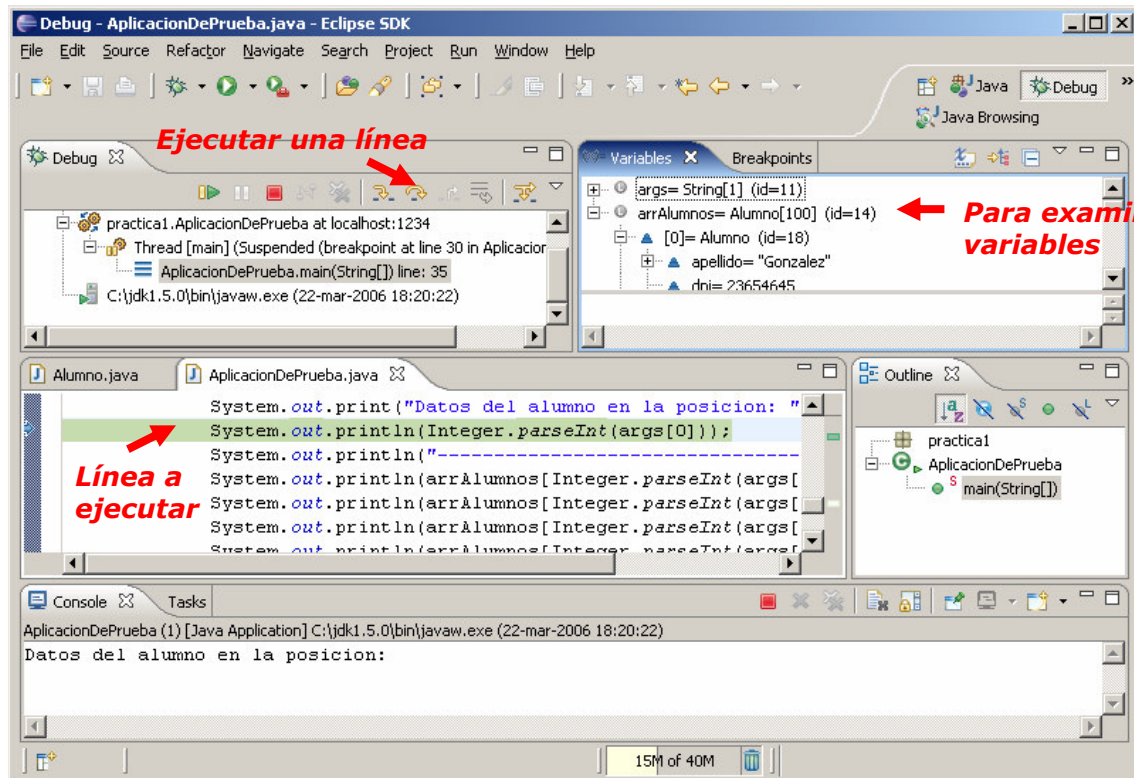 Debug - AplicacionDePrueba.java - Eclipse SDK
File Edit Source Refactor Navigate Search Project Run Window Help
Java Debug »
Java Browsing
Ejecutar una línea
Debug
Variables Breakpoints
practica1.AplicacionDePrueba at localhost:1234
Thread [main] (Suspended (breakpoint at line 30 in Aplicacion
AplicacionDePrueba.main(String[]) line: 35
C:\jdk1.5.0\bin\javaw.exe (22-mar-2006 18:20:22)
args= String[1] (id=11)
arrAlumnos= Alumno[100] (id=14)
[0]= Alumno (id=18)
apellido= "Gonzalez"
dni= 23654645
Para exami
variables
Alumno.java AplicacionDePrueba.java
System.out.print("Datos del alumno en la posicion: "
System.out.println(Integer.parseInt(args[0]));
System.out.println("---------------------------------
System.out.println(arrAlumnos[Integer.parseInt(args[
System.out.println(arrAlumnos[Integer.parseInt(args[
System.out.println(arrAlumnos[Integer.parseInt(args[
System.out.println(arrAlumnos[Integer.parseInt(args[
Línea a
ejecutar
Outline
practica1
AplicacionDePrueba
main(String[])
Console Tasks
AplicacionDePrueba (1) [Java Application] C:\jdk1.5.0\bin\javaw.exe (22-mar-2006 18:20:22)
Datos del alumno en la posicion:
15M of 40M